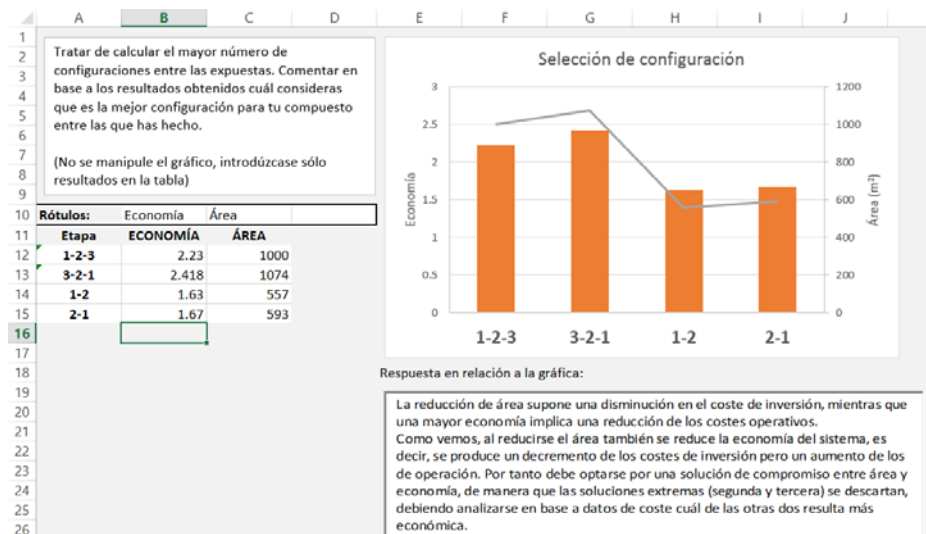 A B C D E F G H I J
1
2
3
4
5
6
7
8
9
10
11
12
13
14
15
16
17
18
19
20
21
22
23
24
25
26
Tratar de calcular el mayor número de
configuraciones entre las expuestas. Comentar en
base a los resultados obtenidos cuál consideras
que es la mejor configuración para tu compuesto
entre las que has hecho.
(No se manipule el gráfico, introdúzcase sólo
resultados en la tabla)
Rótulos: Economía Área
Etapa ECONOMÍA ÁREA
1-2-3 2.23 1000
3-2-1 2.418 1074
1-2 1.63 557
2-1 1.67 593
Selección de configuración
Economía
3
2.5
2
1.5
1
0.5
0
1200
1000
800
600
400
200
0
Área (m²)
1-2-3 3-2-1 1-2 2-1
Respuesta en relación a la gráfica:
La reducción de área supone una disminución en el coste de inversión, mientras que
una mayor economía implica una reducción de los costes operativos.
Como vemos, al reducirse el área también se reduce la economía del sistema, es
decir, se produce un decremento de los costes de inversión pero un aumento de los
de operación. Por tanto debe optarse por una solución de compromiso entre área y
economía, de manera que las soluciones extremas (segunda y tercera) se descartan,
debiendo analizarse en base a datos de coste cuál de las otras dos resulta más
económica.